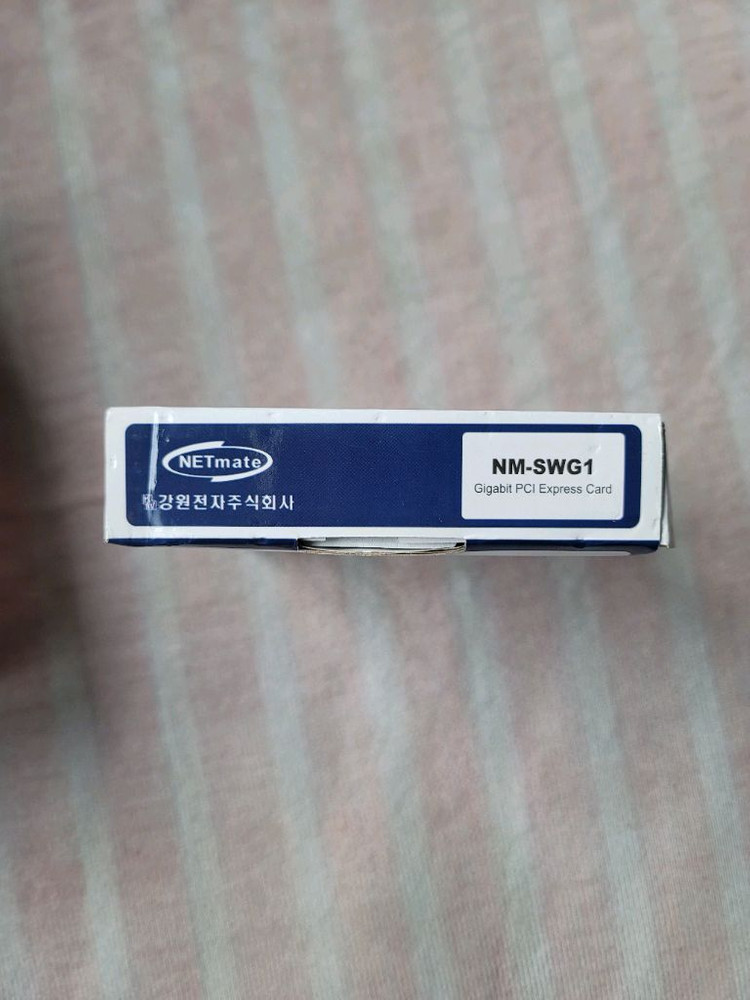 NETmate
강원전자주식회사
NM-SWG1
Gigabit PCI Express Card